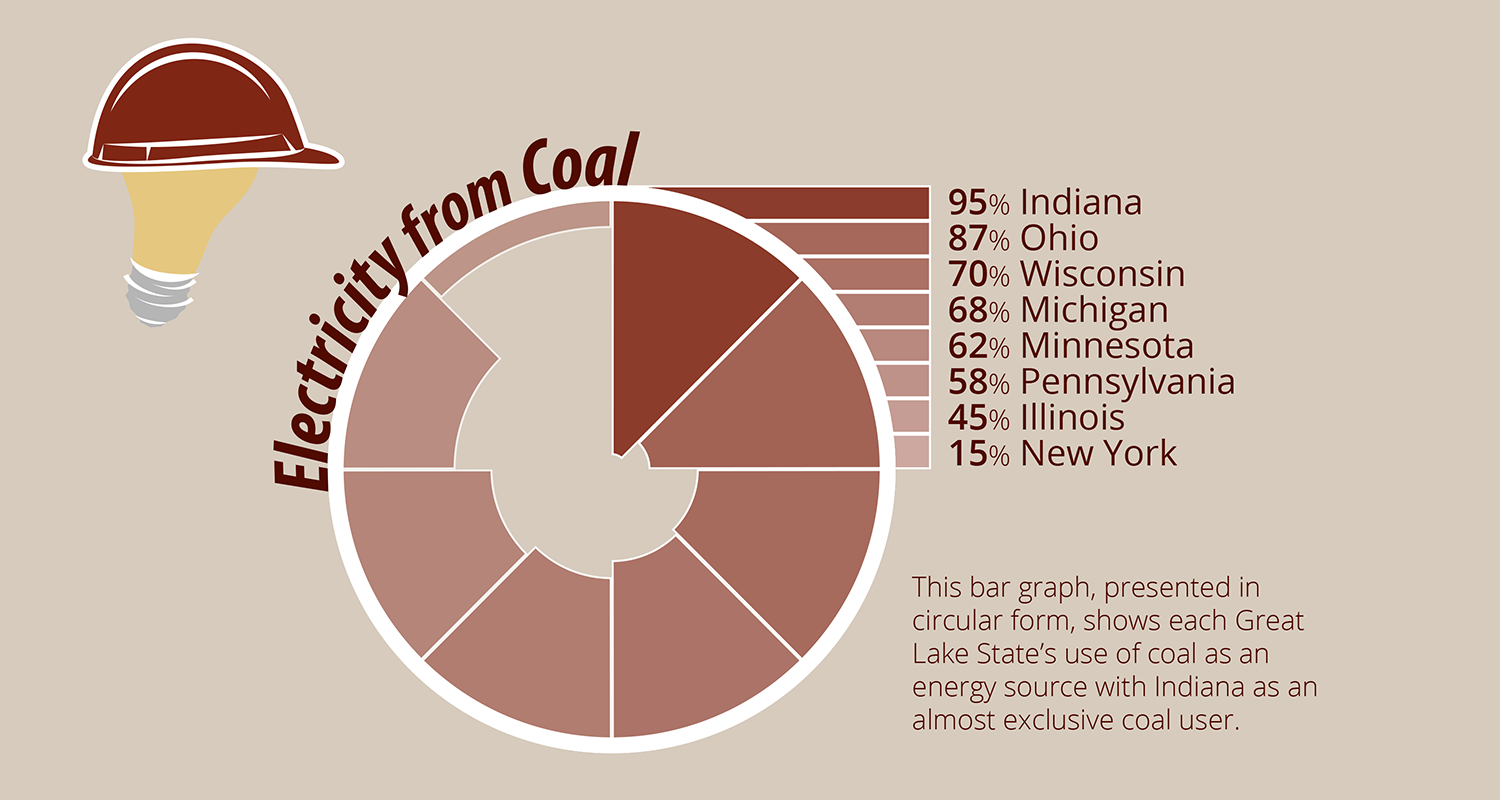 Electricity from Coal
95% Indiana
87% Ohio
70% Wisconsin
68% Michigan
62% Minnesota
58% Pennsylvania
45% Illinois
15% New York
This bar graph, presented in
circular form, shows each Great
Lake State’s use of coal as an
energy source with Indiana as an
almost exclusive coal user.